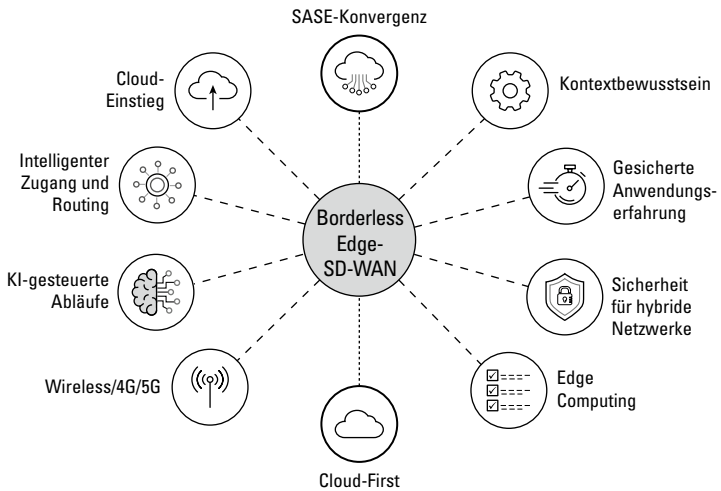 SASE-Konvergenz
Cloud-
Einstieg
Kontextbewusstsein
Intelligenter
Zugang und
Routing
Gesicherte
Anwendungs-
erfahrung
Borderless
Edge-
SD-WAN
KI-gesteuerte
Abläufe
Sicherheit
für hybride
Netzwerke
Wireless/4G/5G
Edge
Computing
Cloud-First